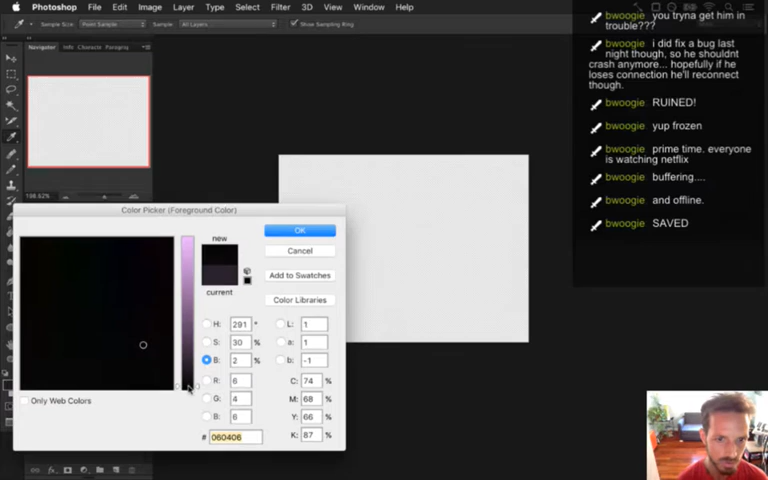 Photoshop File Edit Image Layer Type Select Filter 3D View Window Help
Sample Size: Point Sample Sample: All Layers Show Sampling Ring
Navigator Info Characte Paragrap
198.62%
Color Picker (Foreground Color)
new
current
OK
Cancel
Add to Swatches
Color Libraries
H: 291 °
S: 30 %
B: 2 %
R: 6
G: 4
B: 6
# 060406
L: 1
a: 1
b: -1
C: 74 %
M: 68 %
Y: 66 %
K: 87 %
Only Web Colors
bwoogie you tryna get him in
trouble???
bwoogie i did fix a bug last
night though, so he shouldnt
crash anymore... hopefully if he
loses connection he'll reconnect
though.
bwoogie RUINED!
bwoogie yup frozen
bwoogie prime time. everyone
is watching netflix
bwoogie buffering....
bwoogie and offline.
bwoogie SAVED